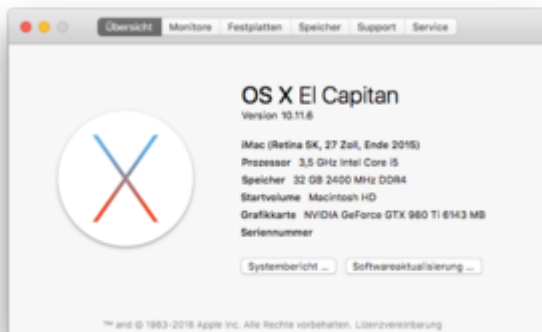 Übersicht Monitore Festplatten Speicher Support Service
OS X El Capitan
Version 10.11.6
iMac (Retina 5K, 27 Zoll, Ende 2015)
Prozessor 3,5 GHz Intel Core i5
Speicher 32 GB 2400 MHz DDR4
Startvolume Macintosh HD
Grafikkarte NVIDIA GeForce GTX 980 Ti 6143 MB
Seriennummer
Systembericht ... Softwareaktualisierung ...
™ and © 1983-2016 Apple Inc. Alle Rechte vorbehalten. Lizenzvereinbarung